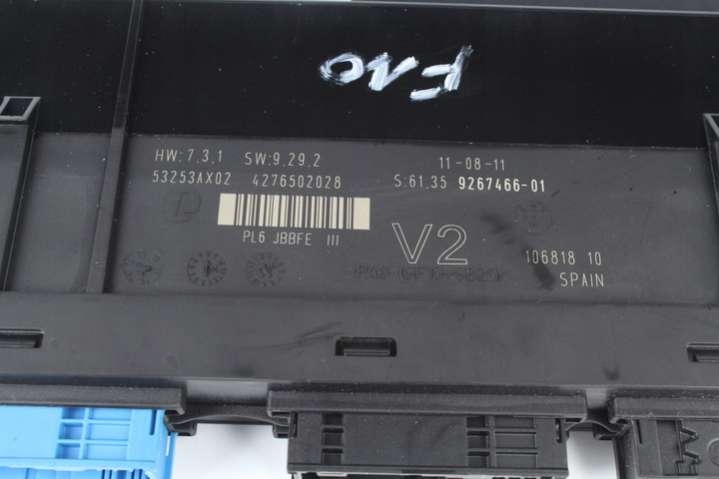 HW:7.3.1 SW:9.29.2 11-08-11
53253AX02 4276502028 S:61.35 9267466-01
PL6 JBBFE III
V2
106818 10
SPAIN